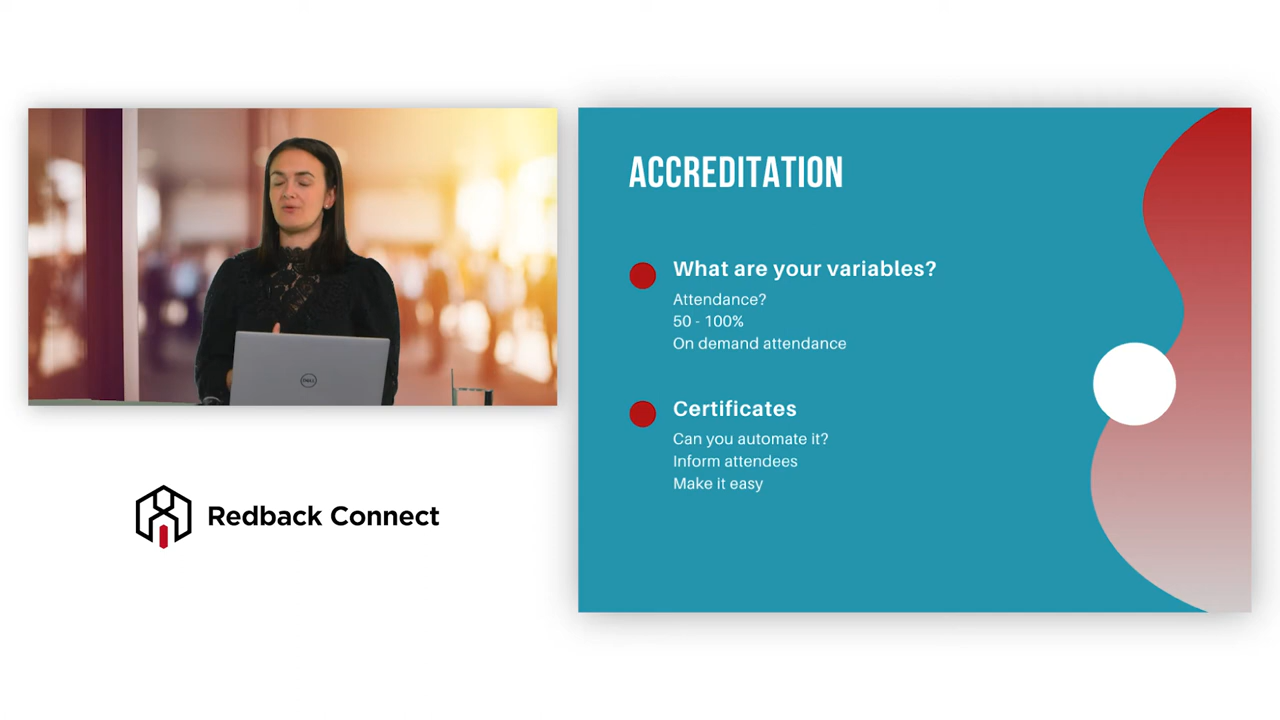 ACCREDITATION
What are your variables?
Attendance?
50 - 100%
On demand attendance
Certificates
Can you automate it?
Inform attendees
Make it easy
Redback Connect
DELL